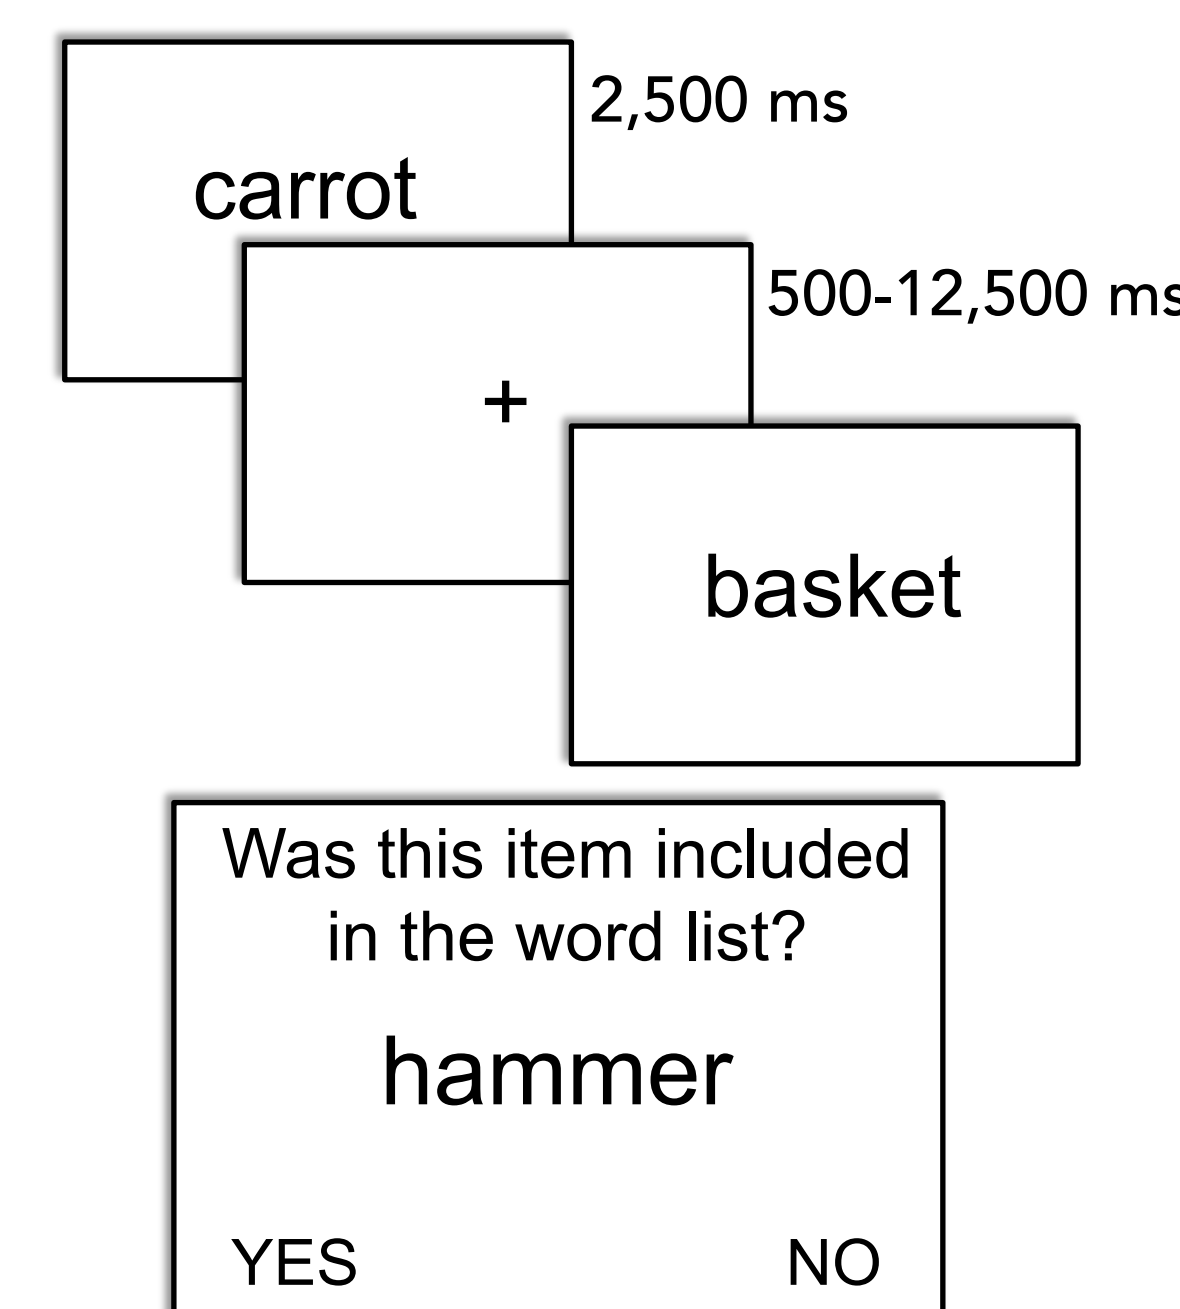 2,500 ms
carrot
500-12,500 ms
+
basket
Was this item included
in the word list?
hammer
YES NO